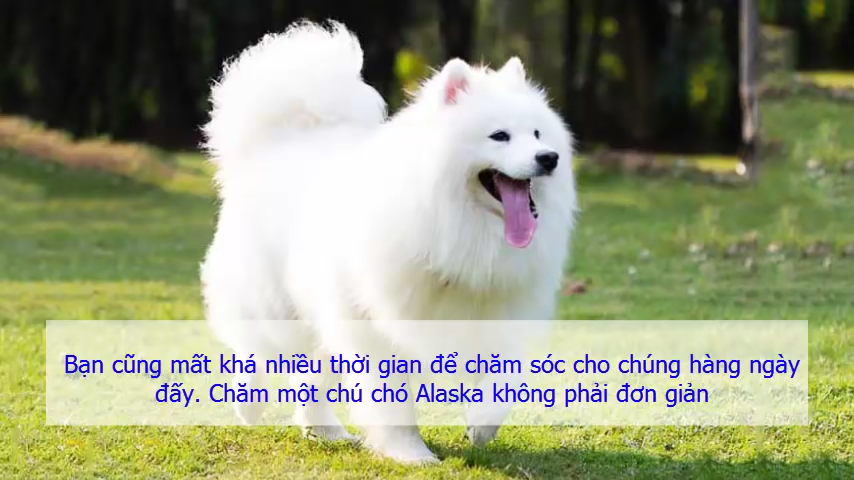 Bạn cũng mất khá nhiều thời gian để chăm sóc cho chúng hàng ngày
đấy. Chăm một chú chó Alaska không phải đơn giản